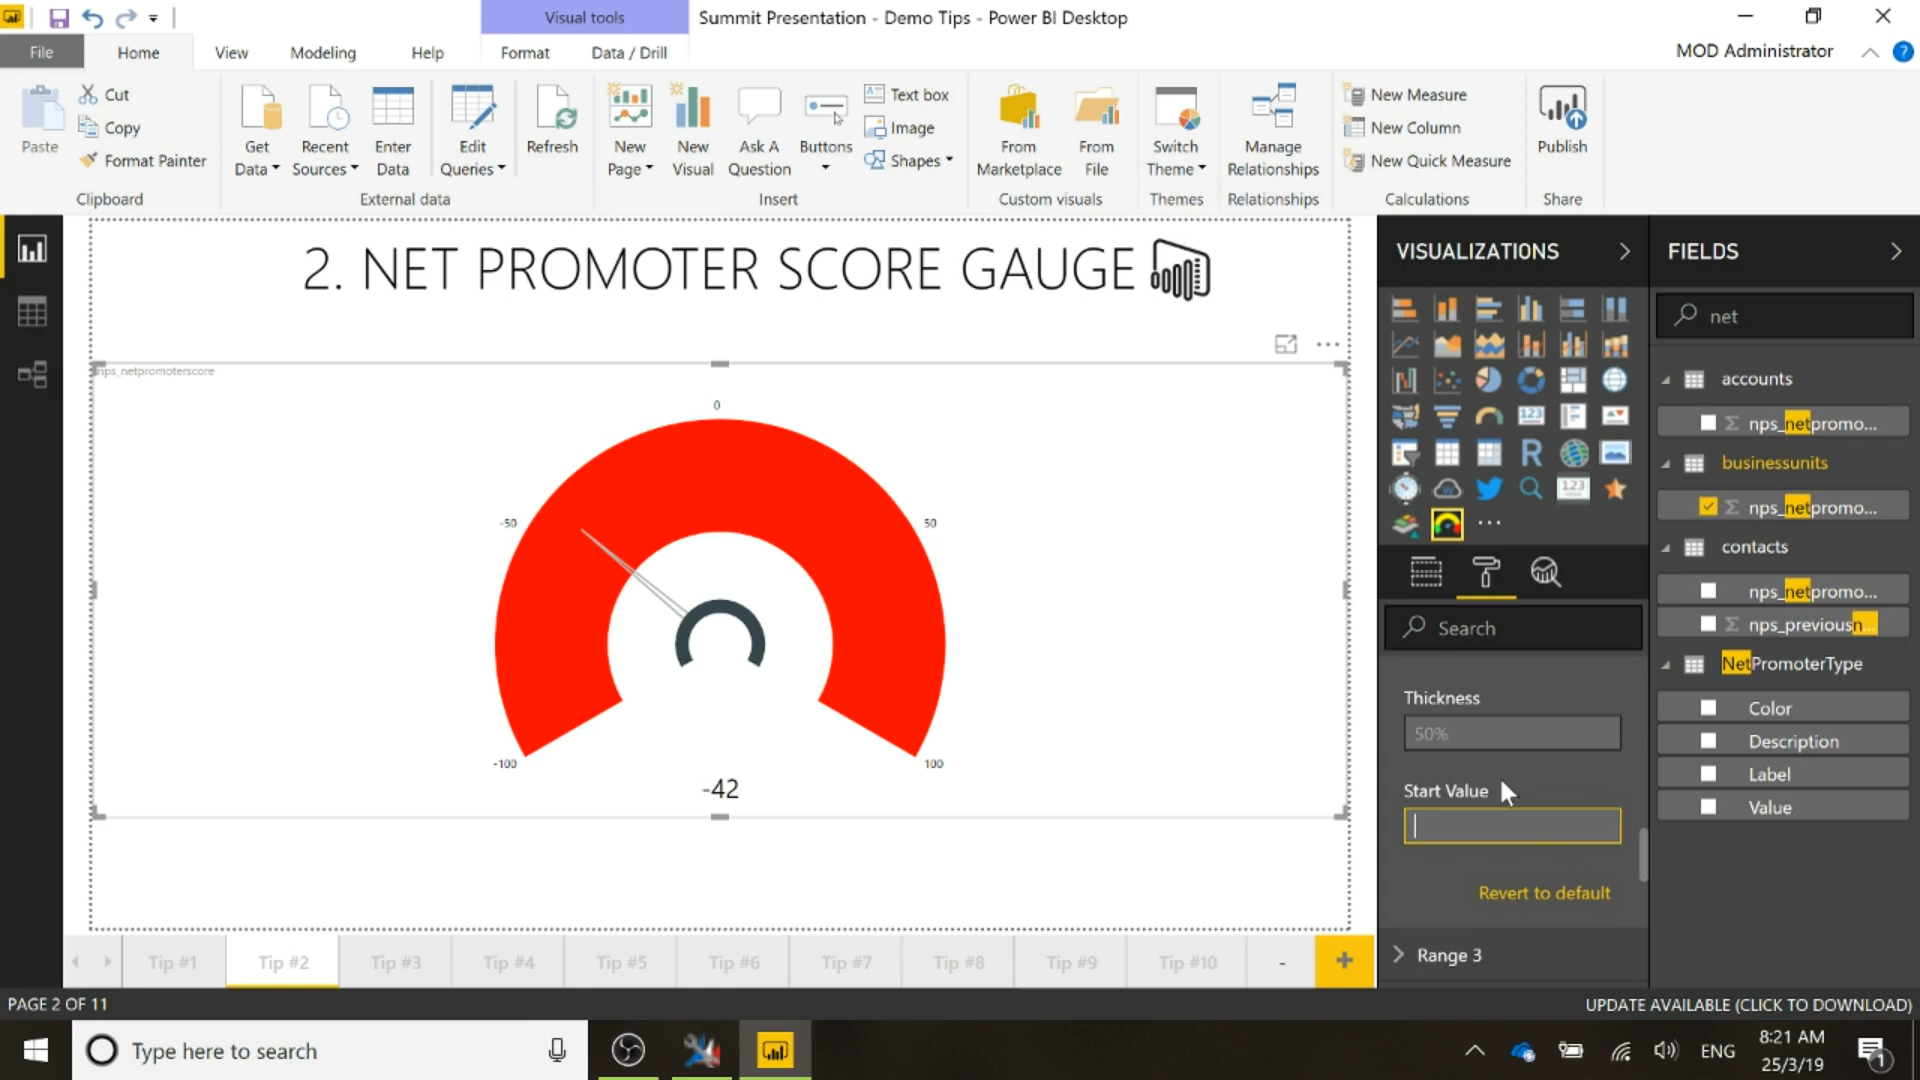 Visual tools
Summit Presentation - Demo Tips - Power BI Desktop
File
Home
View
Modeling
Help
Format
Data / Drill
MOD Administrator
?
Paste
Cut
Copy
Format Painter
Clipboard
Get Data
Recent Sources
Enter Data
Edit Queries
Refresh
External data
New Page
New Visual
Ask A Question
Buttons
Text box
Image
Shapes
Insert
From Marketplace
From File
Custom visuals
Switch Theme
Themes
Manage Relationships
Relationships
New Measure
New Column
New Quick Measure
Calculations
Publish
Share
2. NET PROMOTER SCORE GAUGE
nps_netpromoterscore
0
-50
50
-100
100
-42
VISUALIZATIONS
123
R
123
Search
Thickness
50%
Start Value
Revert to default
Range 3
FIELDS
net
accounts
nps_netpromo...
businessunits
nps_netpromo...
contacts
nps_netpromo...
nps_previousn...
NetPromoterType
Color
Description
Label
Value
Tip #1
Tip #2
Tip #3
Tip #4
Tip #5
Tip #6
Tip #7
Tip #8
Tip #9
Tip #10
-
+
PAGE 2 OF 11
UPDATE AVAILABLE (CLICK TO DOWNLOAD)
Type here to search
ENG
8:21 AM
25/3/19
1